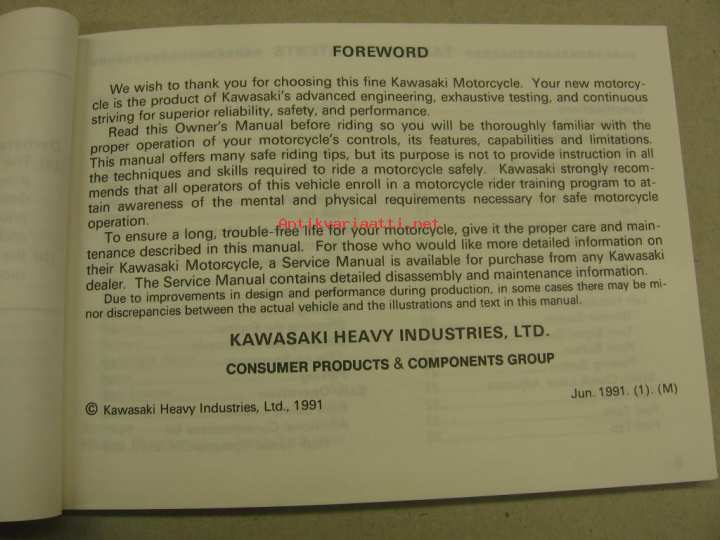 FOREWORD
We wish to thank you for choosing this fine Kawasaki Motorcycle. Your new motorcy-
cle is the product of Kawasaki's advanced engineering, exhaustive testing, and continuous
striving for superior reliability, safety, and performance.
Read this Owner's Manual before riding so you will be thoroughly familiar with the
proper operation of your motorcycle's controls, its features, capabilities and limitations.
This manual offers many safe riding tips, but its purpose is not to provide instruction in all
the techniques and skills required to ride a motorcycle safely. Kawasaki strongly recom-
mends that all operators of this vehicle enroll in a motorcycle rider training program to at-
tain awareness of the mental and physical requirements necessary for safe motorcycle
operation.
Antikvariaatti.net
To ensure a long, trouble-free life for your motorcycle, give it the proper care and main-
tenance described in this manual. For those who would like more detailed information on
their Kawasaki Motorcycle, a Service Manual is available for purchase from any Kawasaki
dealer. The Service Manual contains detailed disassembly and maintenance information.
Due to improvements in design and performance during production, in some cases there may be mi-
nor discrepancies between the actual vehicle and the illustrations and text in this manual.
KAWASAKI HEAVY INDUSTRIES, LTD.
CONSUMER PRODUCTS & COMPONENTS GROUP
Jun. 1991. (1). (M)
© Kawasaki Heavy Industries, Ltd., 1991